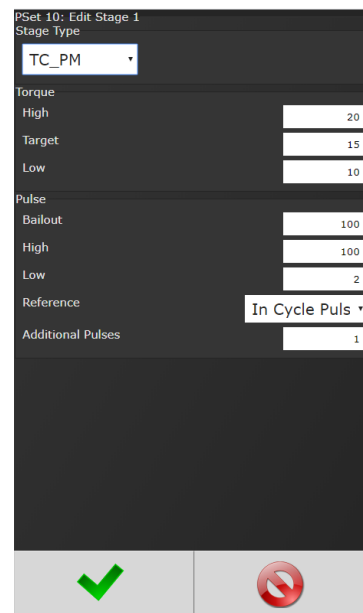 PSet 10: Edit Stage 1
Stage Type
TC_PM
Torque
High 20
Target 15
Low 10
Pulse
Bailout 100
High 100
Low 2
Reference In Cycle Puls
Additional Pulses 1